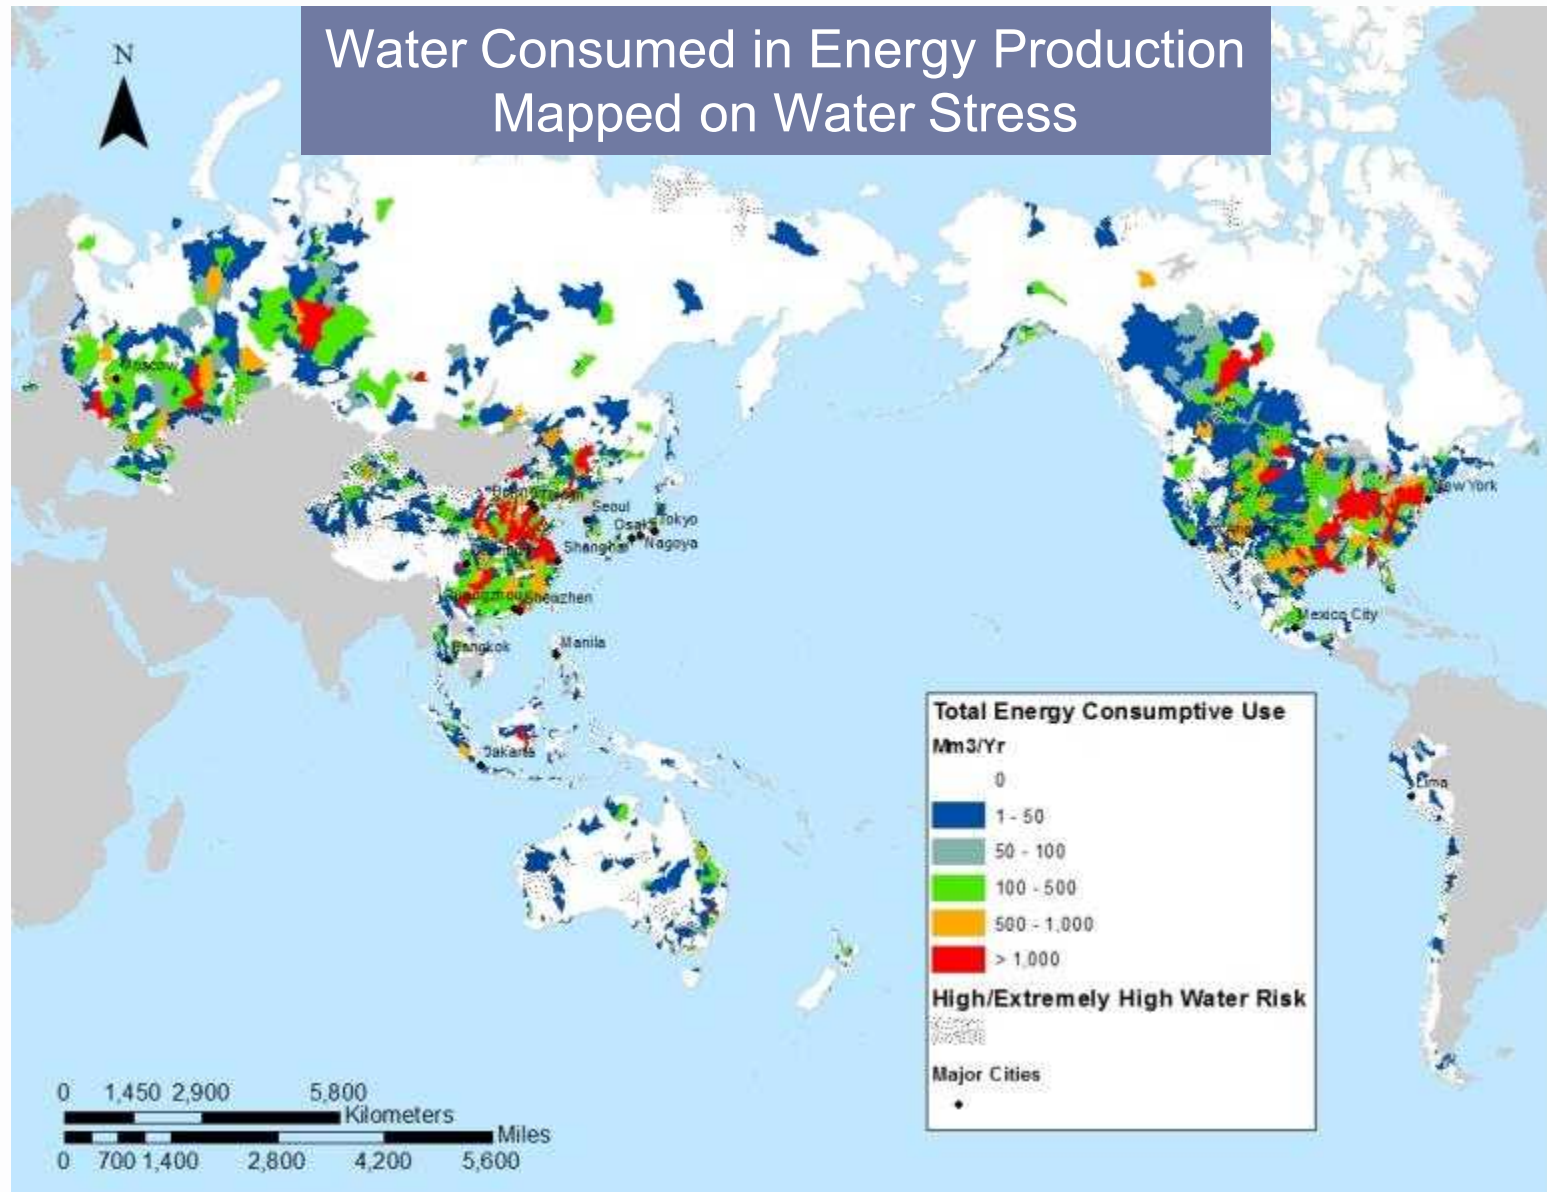 Water Consumed in Energy Production
Mapped on Water Stress
N
Moscow
New York
Seoul
Tokyo
Osaka
Nagoya
Shanghai
Guangzhou
Shenzhen
Mexico City
Bangkok
Manila
Jakarta
Lima
Total Energy Consumptive Use
Mm3/Yr
0
1 - 50
50 - 100
100 - 500
500 - 1,000
> 1,000
High/Extremely High Water Risk
Major Cities
0 1,450 2,900 5,800
Kilometers
Miles
0 700 1,400 2,800 4,200 5,600